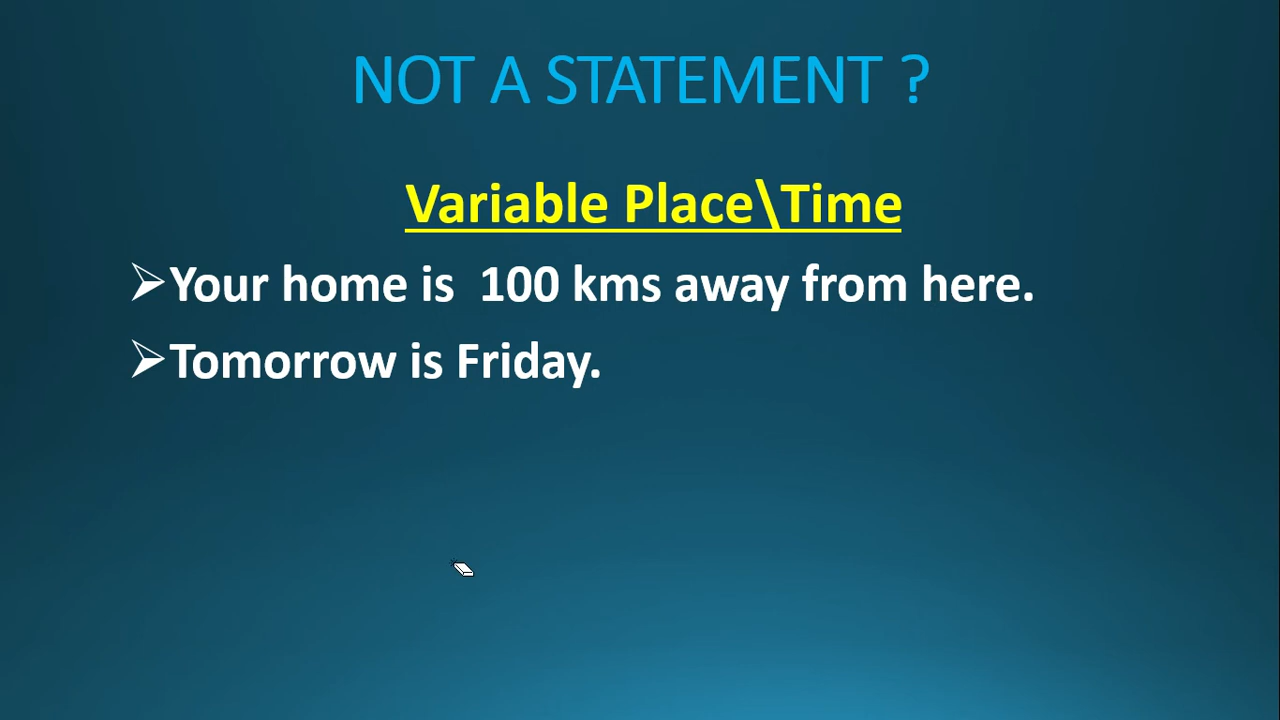 NOT A STATEMENT ?
Variable Place\Time
➢Your home is  100 kms away from here.
➢Tomorrow is Friday.